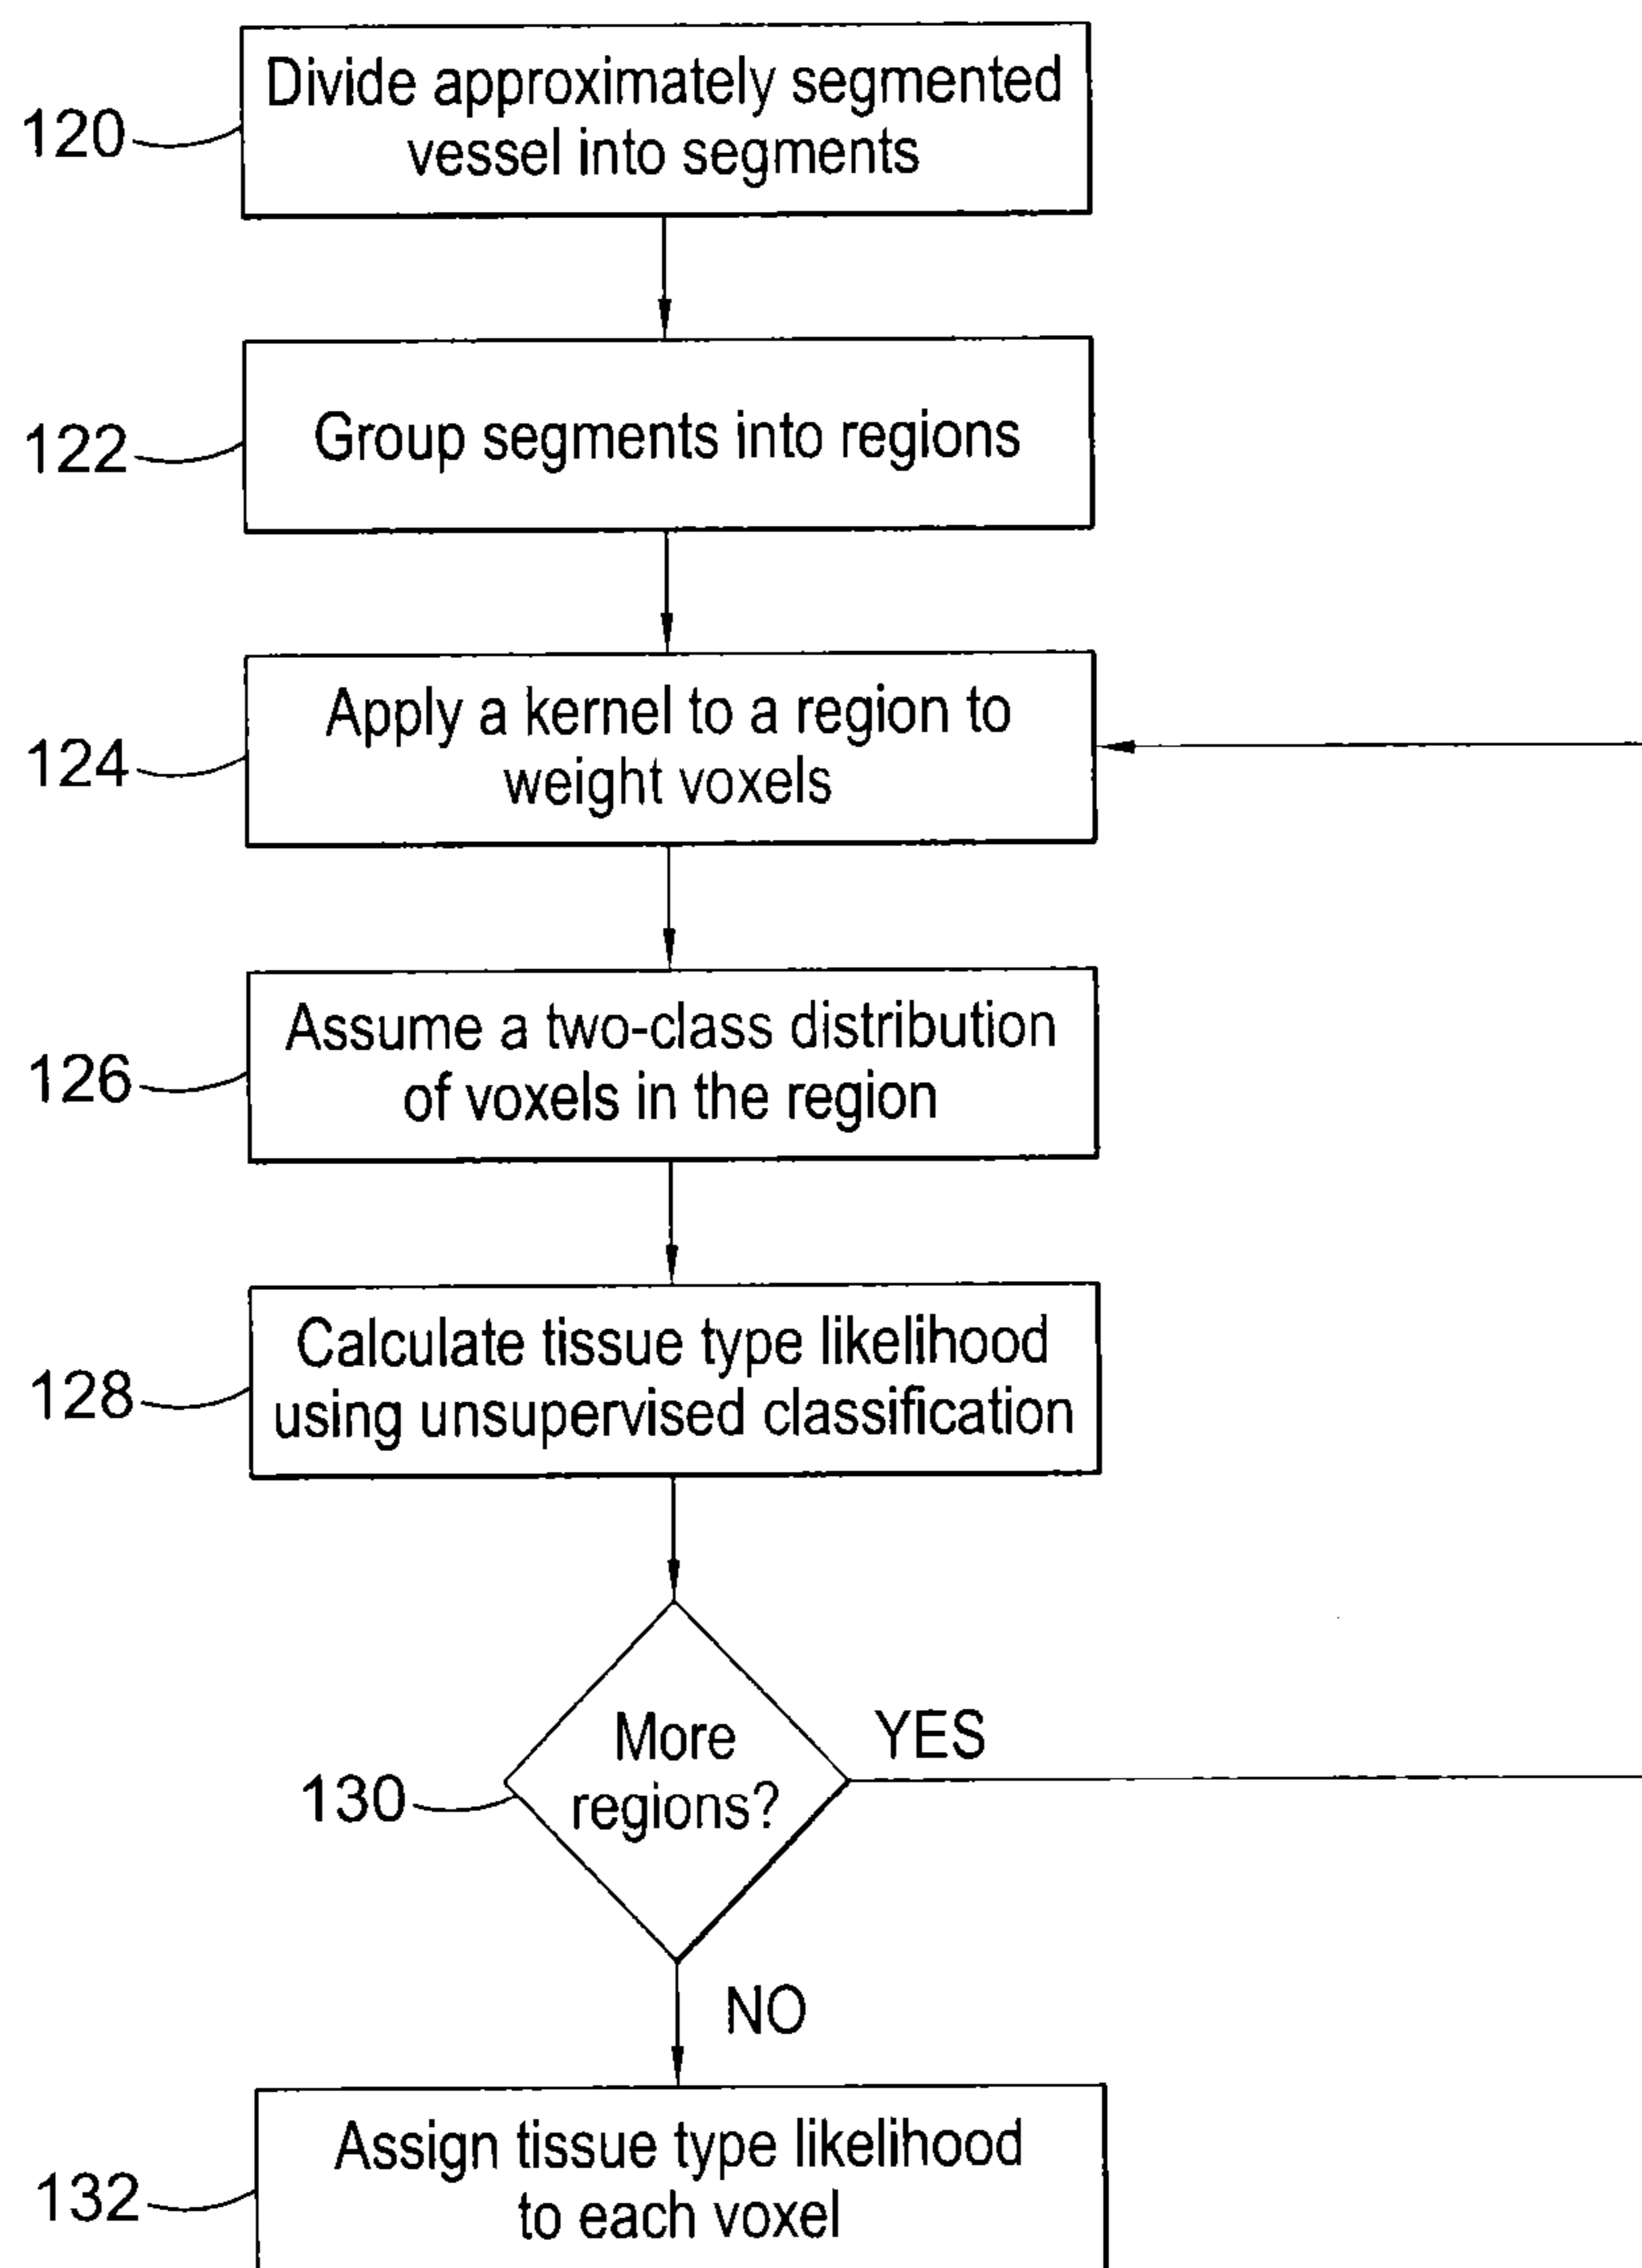 120
Divide approximately segmented
vessel into segments
122
Group segments into regions
124
Apply a kernel to a region to
weight voxels
126
Assume a two-class distribution
of voxels in the region
128
Calculate tissue type likelihood
using unsupervised classification
130
More
regions?
YES
NO
132
Assign tissue type likelihood
to each voxel